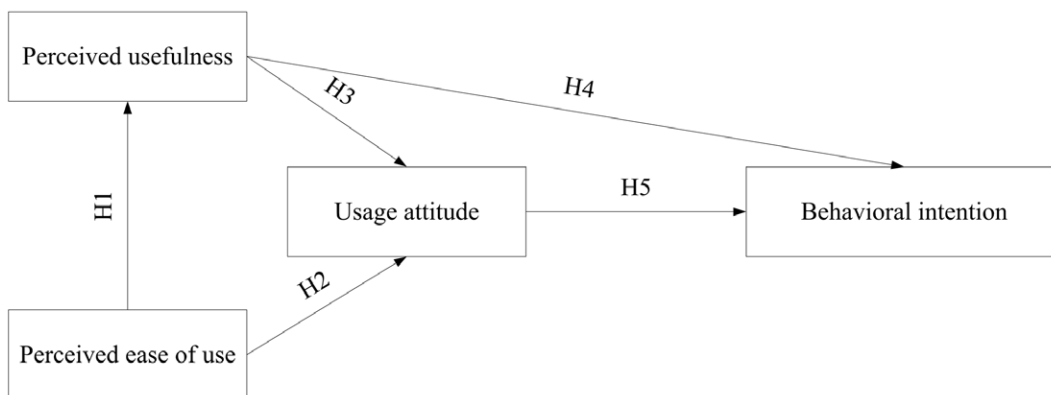 Perceived usefulness
H3
H4
H1
Usage attitude
H5
Behavioral intention
H2
Perceived ease of use